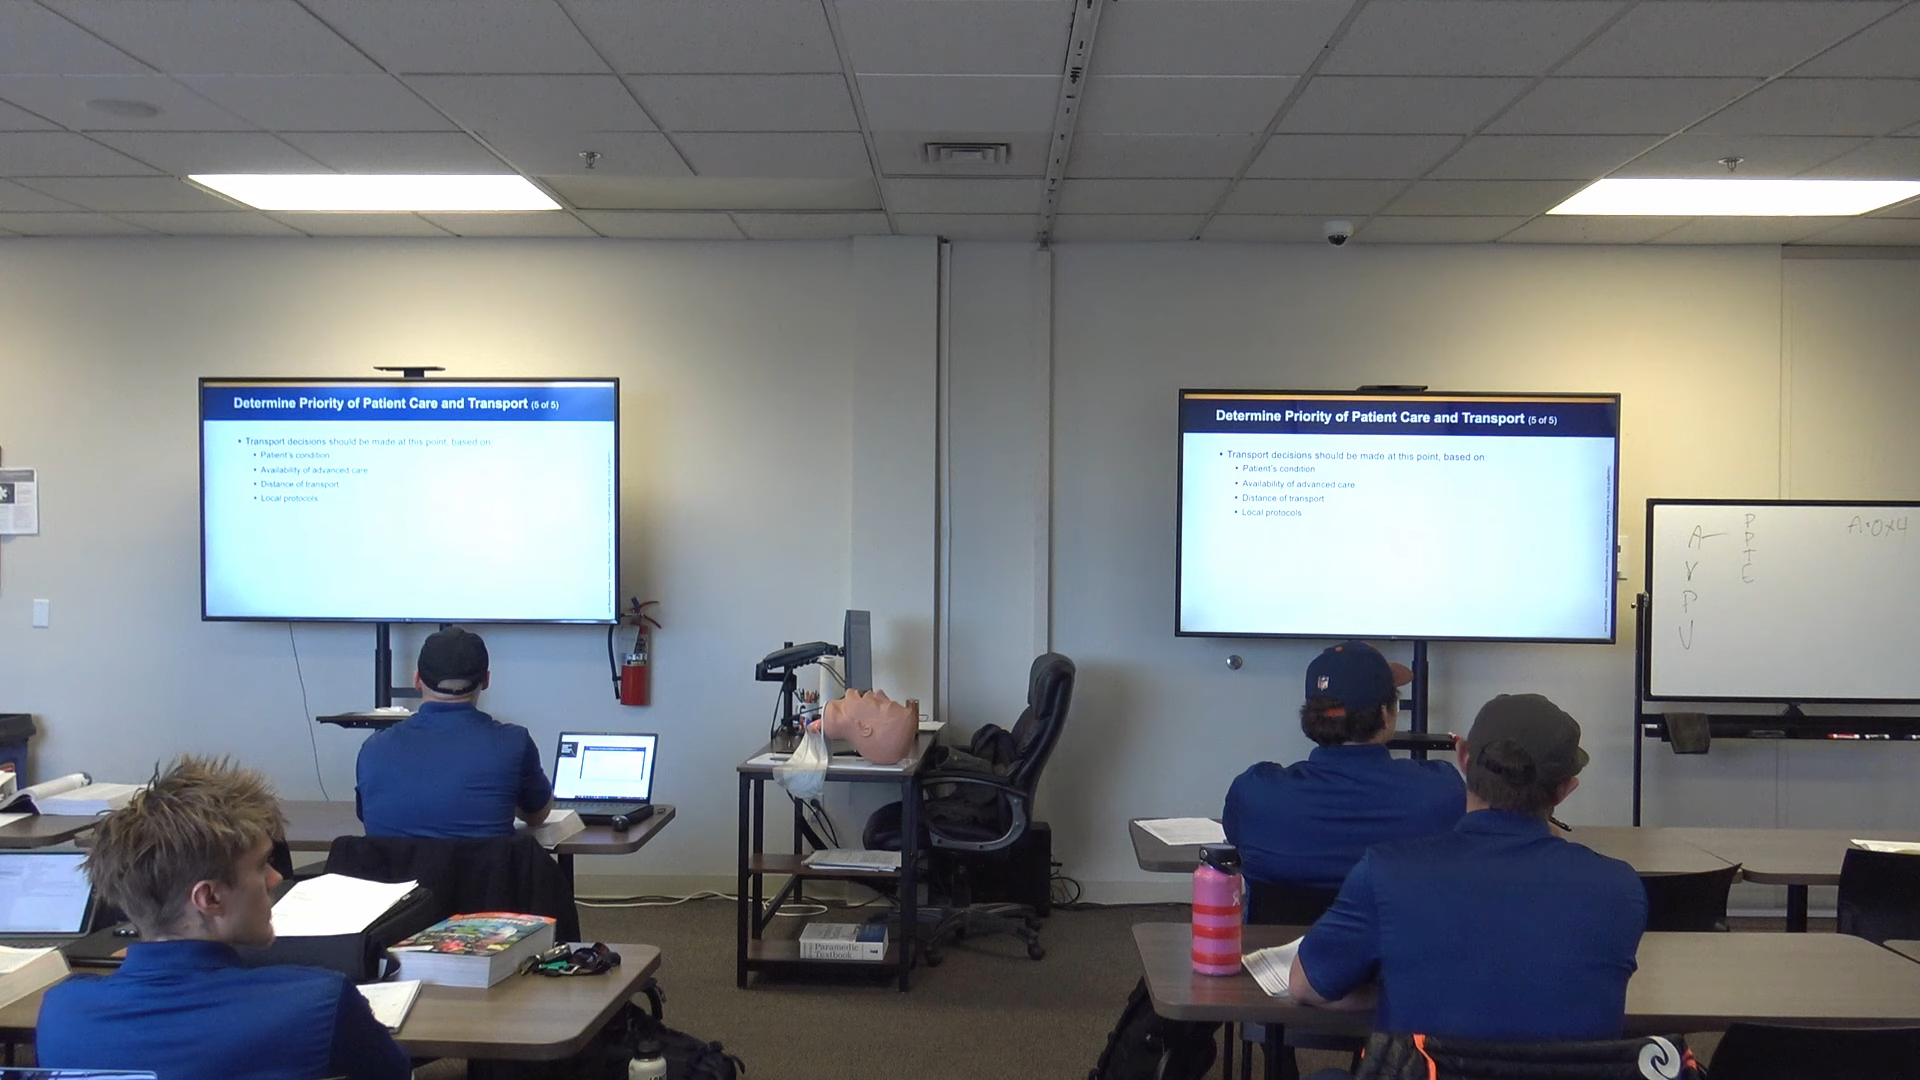 Determine Priority of Patient Care and Transport (5 of 5)
• Transport decisions should be made at this point, based on:
• Patient's condition
• Availability of advanced care
• Distance of transport
• Local protocols
Determine Priority of Patient Care and Transport (5 of 5)
• Transport decisions should be made at this point, based on:
• Patient's condition
• Availability of advanced care
• Distance of transport
• Local protocols
A—
V
P
U
P
P
T
E
A+0x4
Paramedic
Textbook